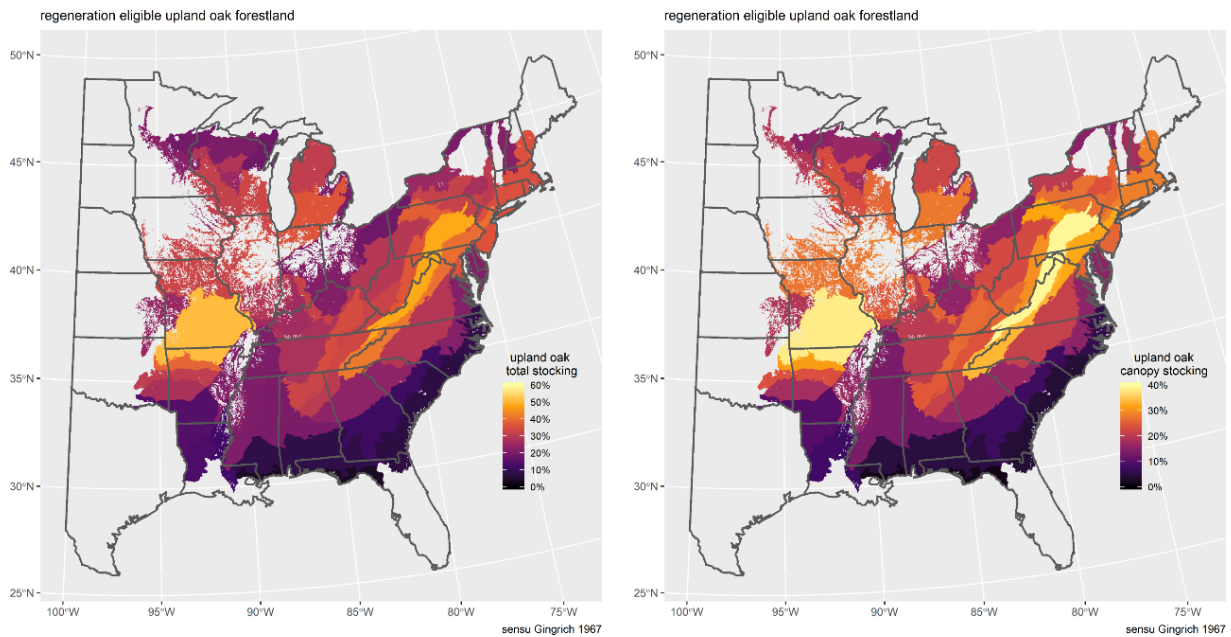 regeneration eligible upland oak forestland
50°N
45°N
40°N
35°N
30°N
25°N
100°W
95°W
90°W
85°W
80°W
75°W
upland oak
total stocking
60%
50%
40%
30%
20%
10%
0%
sensu Gingrich 1967
regeneration eligible upland oak forestland
50°N
45°N
40°N
35°N
30°N
25°N
100°W
95°W
90°W
85°W
80°W
75°W
upland oak
canopy stocking
40%
30%
20%
10%
0%
sensu Gingrich 1967